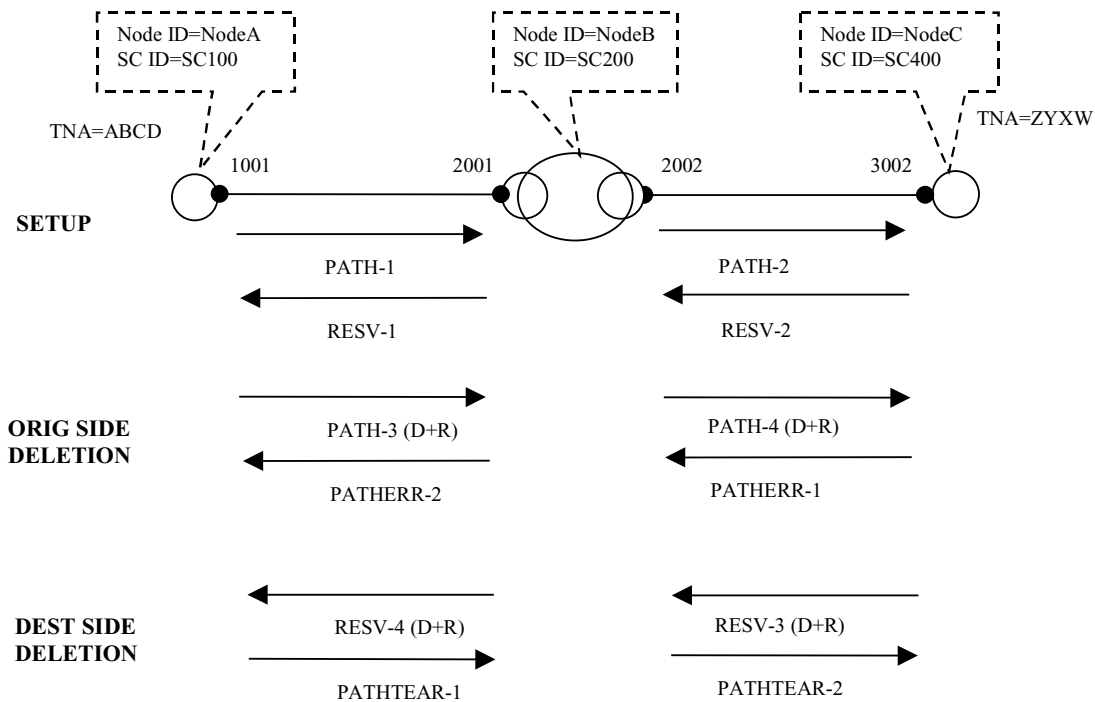 Node ID=NodeA
SC ID=SC100
Node ID=NodeB
SC ID=SC200
Node ID=NodeC
SC ID=SC400
TNA=ABCD
TNA=ZYXW
1001
2001
2002
3002
SETUP
PATH-1
PATH-2
RESV-1
RESV-2
ORIG SIDE
DELETION
PATH-3 (D+R)
PATH-4 (D+R)
PATHERR-2
PATHERR-1
DEST SIDE
DELETION
RESV-4 (D+R)
RESV-3 (D+R)
PATHTEAR-1
PATHTEAR-2